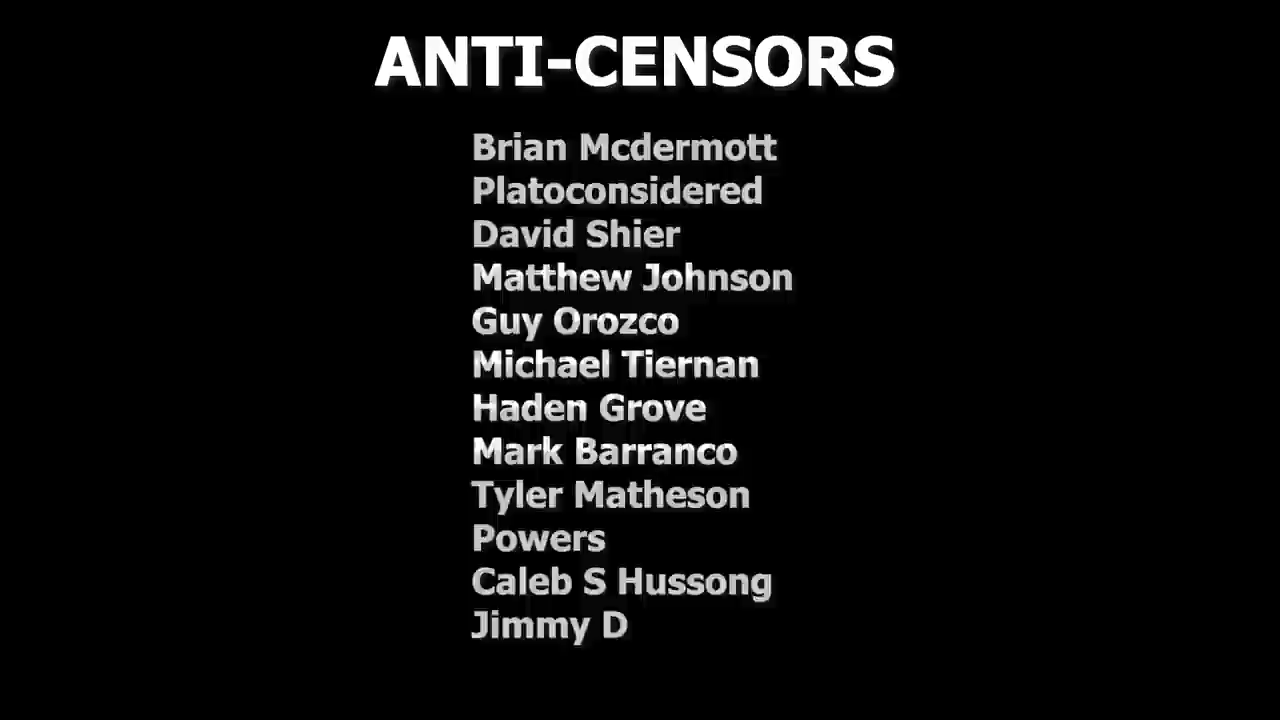 ANTI-CENSORS
Brian Mcdermott
Platoconsidered
David Shier
Matthew Johnson
Guy Orozco
Michael Tiernan
Haden Grove
Mark Barranco
Tyler Matheson
Powers
Caleb S Hussong
Jimmy D